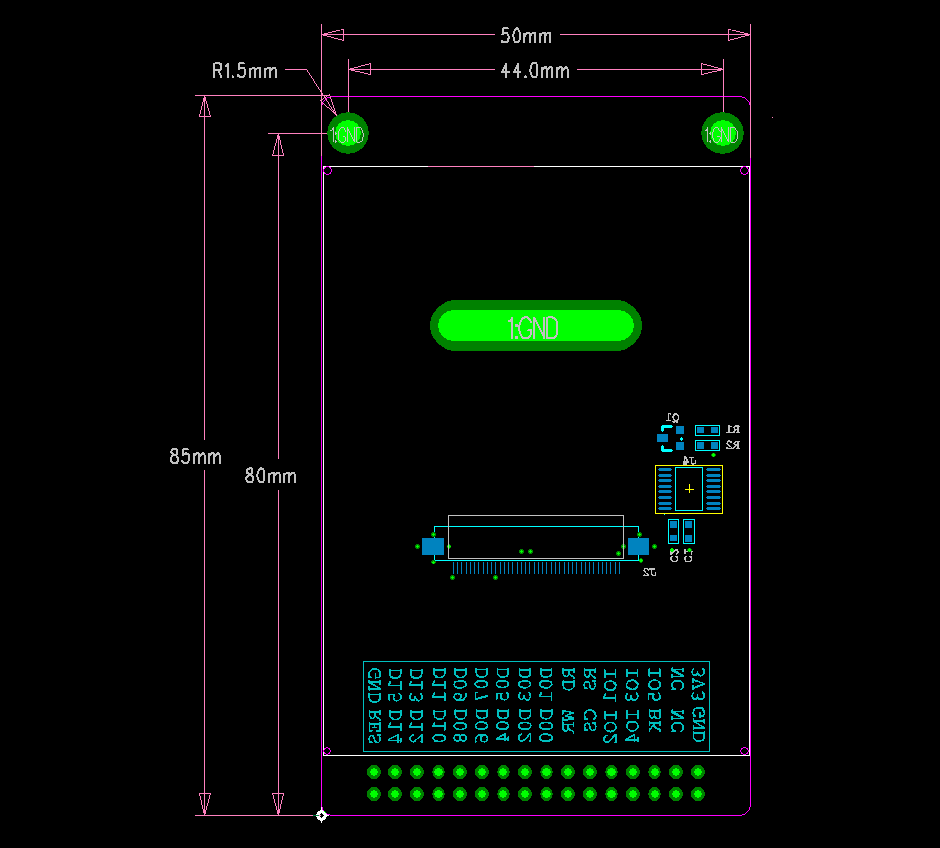 50mm
R1.5mm
44.0mm
1:GND
1:GND
1:GND
Q1
R1
R2
85mm
J4
80mm
C2
C1
J2
GND RES
D15 D14
D13 D12
D11 D10
D09 D08
D07 D06
D05 D04
D03 D02
D01 D00
RD WR
RS CS
IO1 IO2
IO3 IO4
IO5 BK
NC NC
3V3 GND